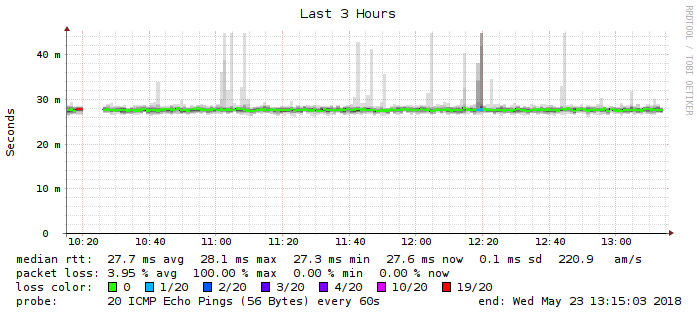 Last 3 Hours
RRDTOOL / TOBI OETIKER
Seconds
40 m
30 m
20 m
10 m
0
10:20 10:40 11:00 11:20 11:40 12:00 12:20 12:40 13:00
median rtt: 27.7 ms avg 28.1 ms max 27.3 ms min 27.6 ms now 0.1 ms sd 220.9 am/s
packet loss: 3.95 % avg 100.00 % max 0.00 % min 0.00 % now
loss color: 0 1/20 2/20 3/20 4/20 10/20 19/20
probe: 20 ICMP Echo Pings (56 Bytes) every 60s end: Wed May 23 13:15:03 2018